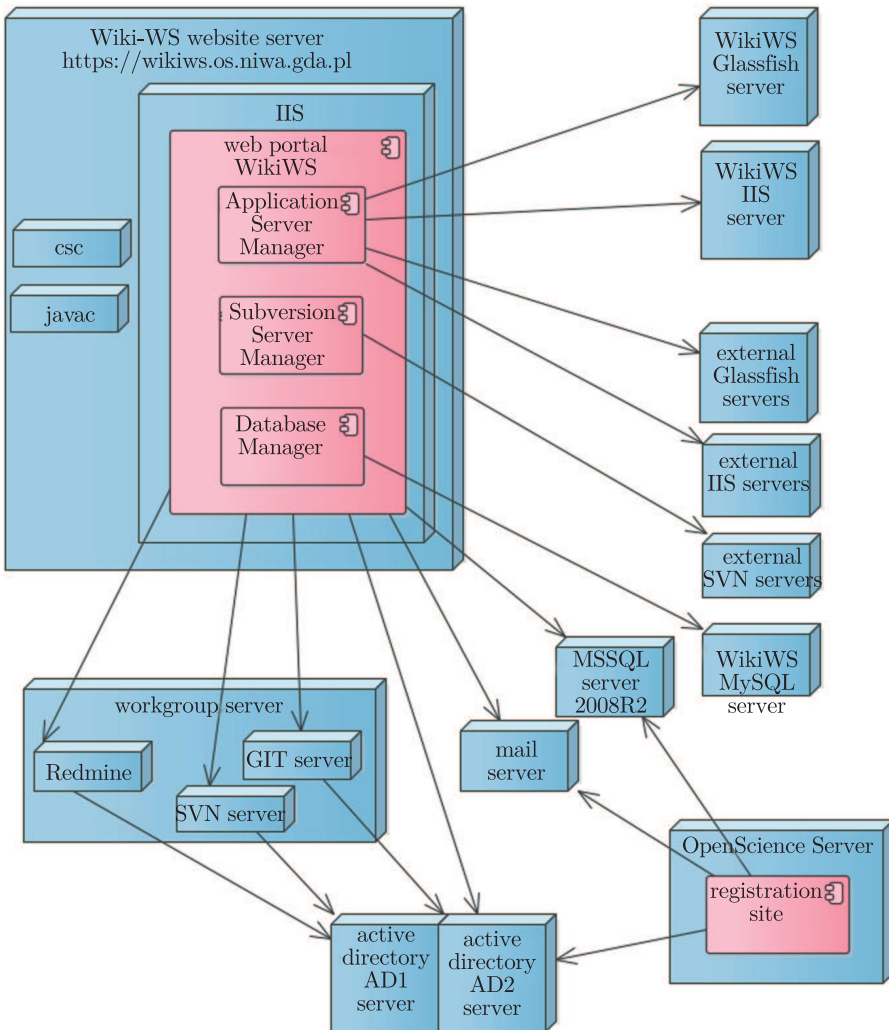 Wiki-WS website server
https://wikiws.os.niwa.gda.pl
IIS
web portal
WikiWS
Application
Server
Manager
Subversion
Server
Manager
Database
Manager
csc
javac
WikiWS
Glassfish
server
WikiWS
IIS
server
external
Glassfish
servers
external
IIS servers
external
SVN servers
WikiWS
MySQL
server
MSSQL
server
2008R2
mail
server
workgroup server
Redmine
GIT server
SVN server
OpenScience Server
registration
site
active
directory
AD1
server
active
directory
AD2
server